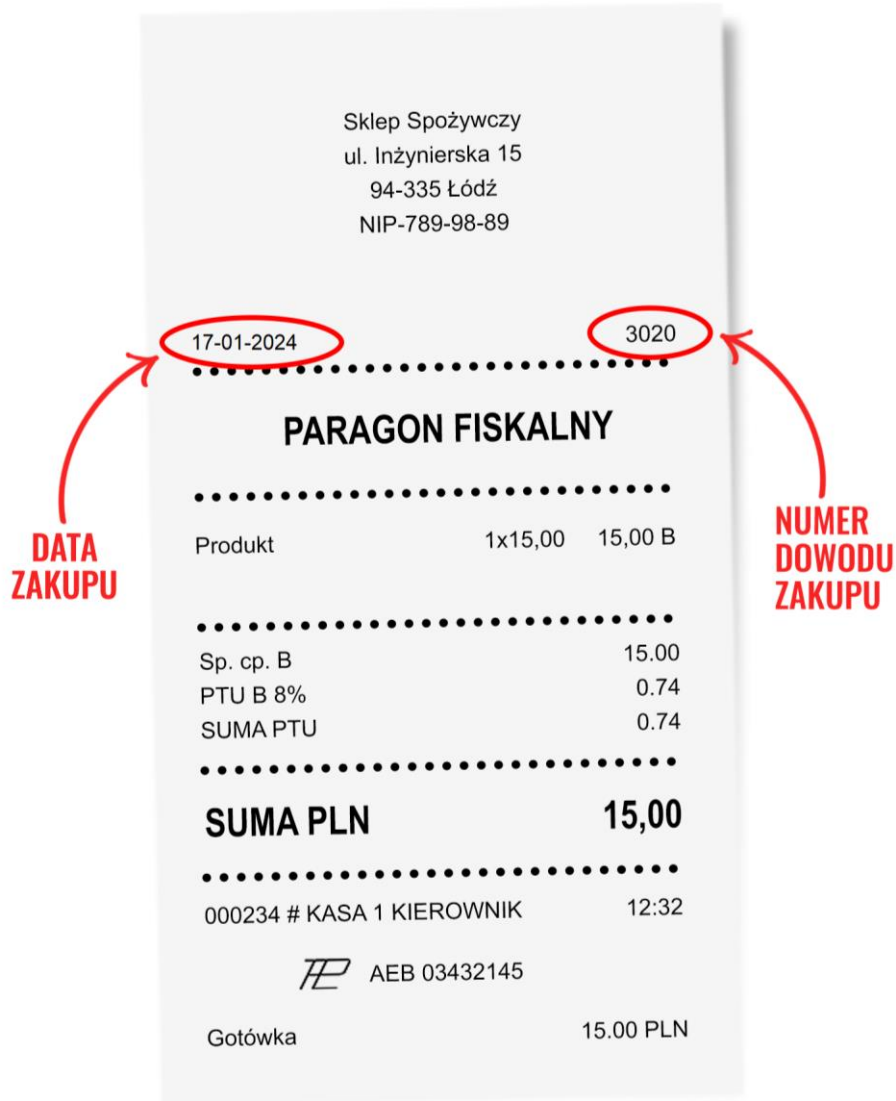 Sklep Spożywczy
ul. Inżynierska 15
94-335 Łódź
NIP-789-98-89
17-01-2024 3020
PARAGON FISKALNY
DATA
ZAKUPU
NUMER
DOWODU
ZAKUPU
Produkt 1x15,00 15,00 B
Sp. cp. B 15.00
PTU B 8% 0.74
SUMA PTU 0.74
SUMA PLN 15,00
000234 # KASA 1 KIEROWNIK 12:32
AEB 03432145
Gotówka 15.00 PLN